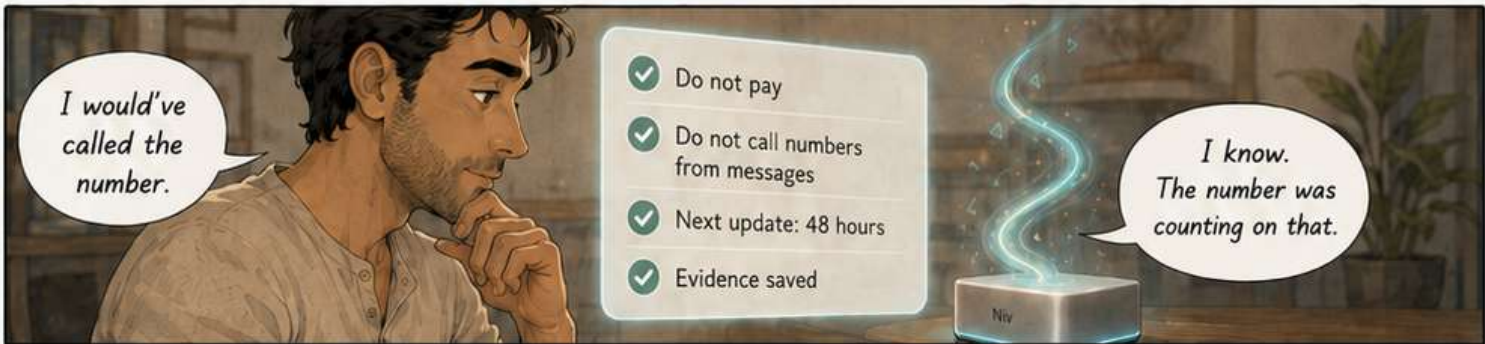 I would've
called the
number.
Do not pay
Do not call numbers
from messages
Next update: 48 hours
Evidence saved
I know.
The number was
counting on that.
Niv